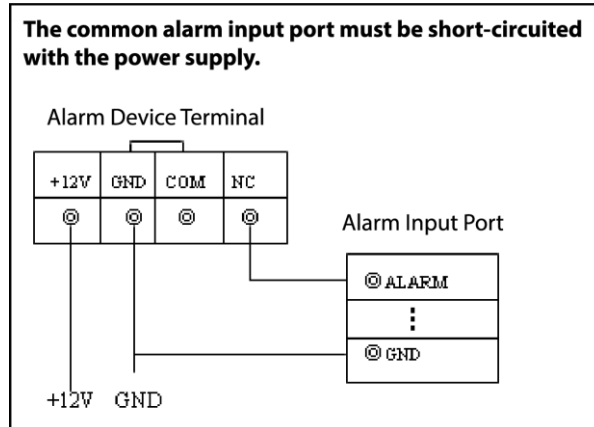 The common alarm input port must be short-circuited
with the power supply.
Alarm Device Terminal
+12V GND COM NC
Alarm Input Port
ALARM
GND
+12V GND